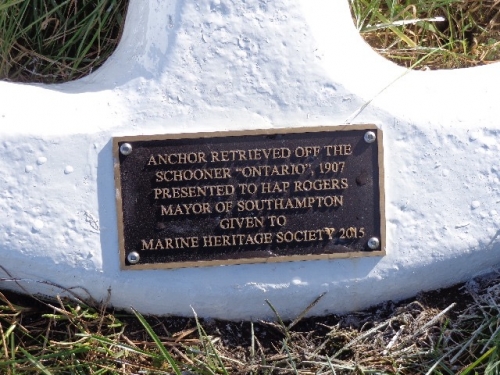 ANCHOR RETRIEVED OFF THE
SCHOONER "ONTARIO", 1907
PRESENTED TO HAP ROGERS
MAYOR OF SOUTHAMPTON
GIVEN TO
MARINE HERITAGE SOCIETY 2015